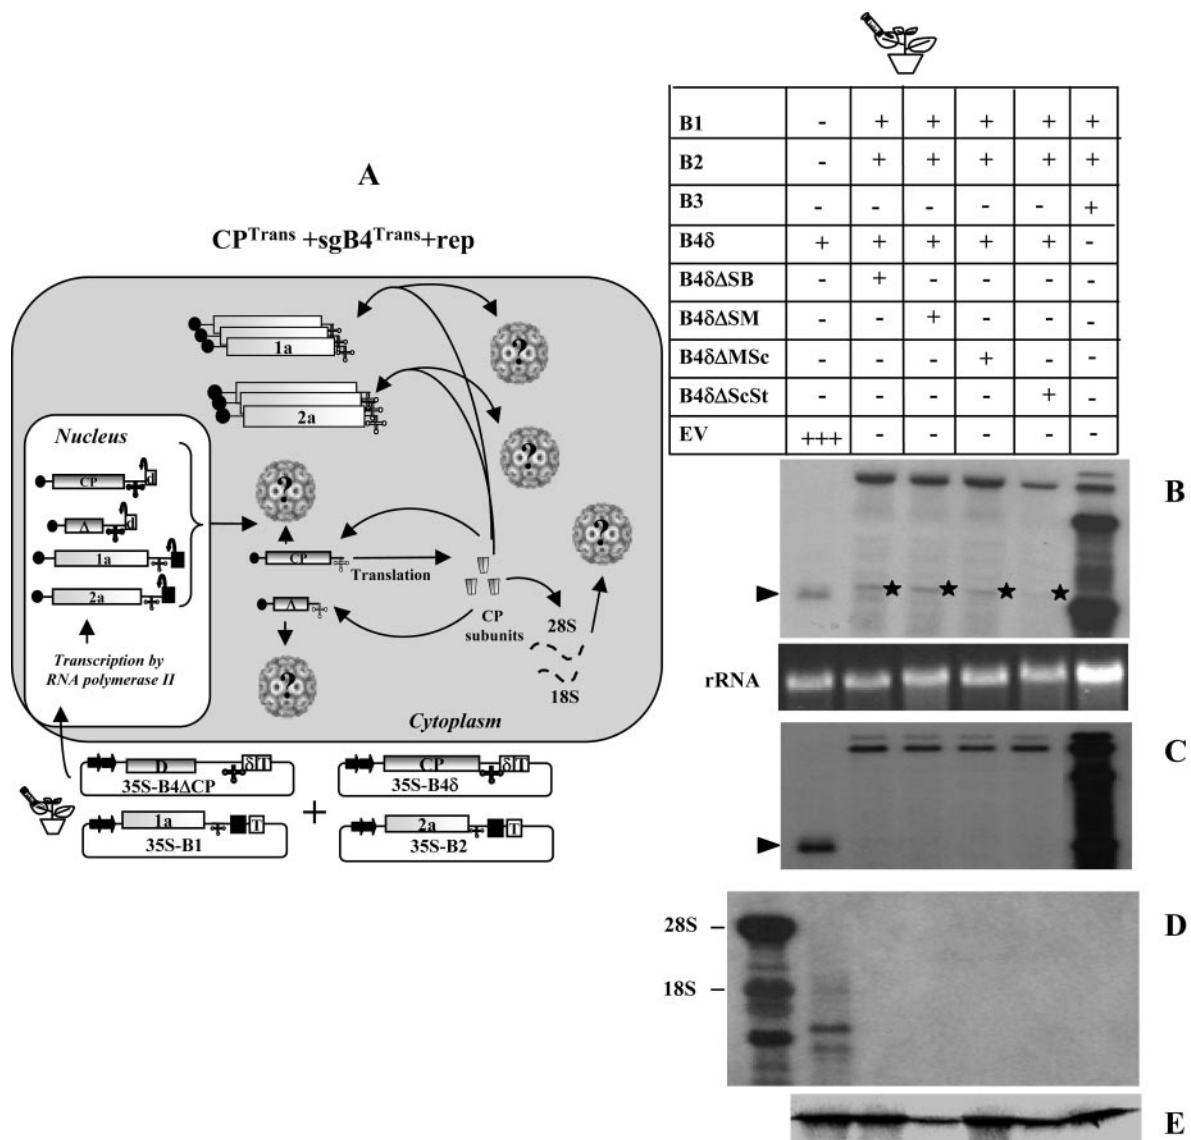 A
CP^Trans +sgB4^Trans+rep
1a
?
2a
?
Nucleus
CP
d
Δ
d
1a
2a
?
?
CP
Translation
Δ
CP
subunits
28S
18S
?
Transcription by
RNA polymerase II
Cytoplasm
D
δ T
35S-B4ΔCP
CP
δ T
35S-B4δ
+
1a
T
35S-B1
2a
T
35S-B2
B1 - + + + + +
B2 - + + + + +
B3 - - - - - +
B4δ + + + + + -
B4δΔSB - + - - - -
B4δΔSM - - + - - -
B4δΔMSc - - - + - -
B4δΔScSt - - - - + -
EV +++ - - - - -
B
rRNA
C
28S –
18S –
D
E